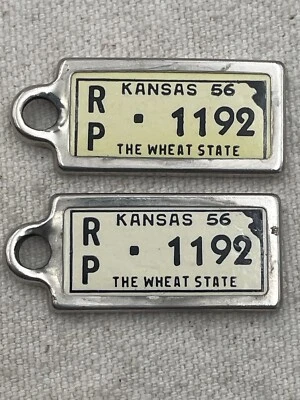 KANSAS 56
RP · 1192
THE WHEAT STATE
KANSAS 56
RP · 1192
THE WHEAT STATE